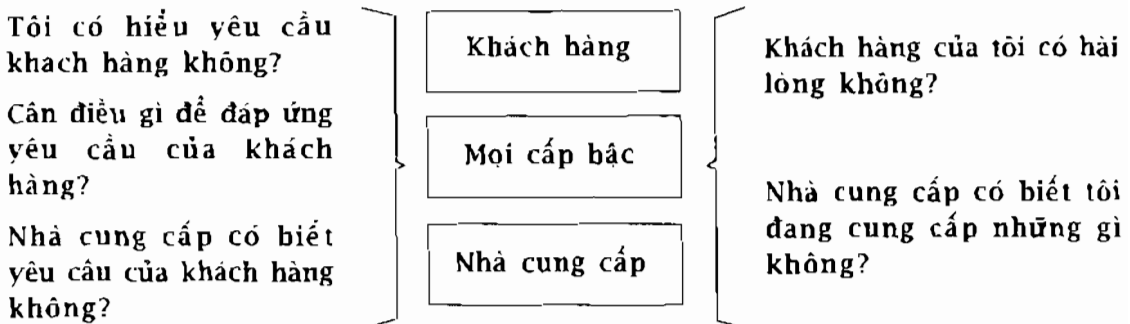 Tôi có hiểu yêu cầu
khach hàng không?
Cân điều gì để đáp ứng
yêu cầu của khách
hàng?
Nhà cung cấp có biết
yêu câu của khách hàng
không?
Khách hàng
Mọi cấp bậc
Nhà cung cấp
Khách hàng của tôi có hài
lòng không?
Nhà cung cấp có biết tôi
đang cung cấp những gì
không?